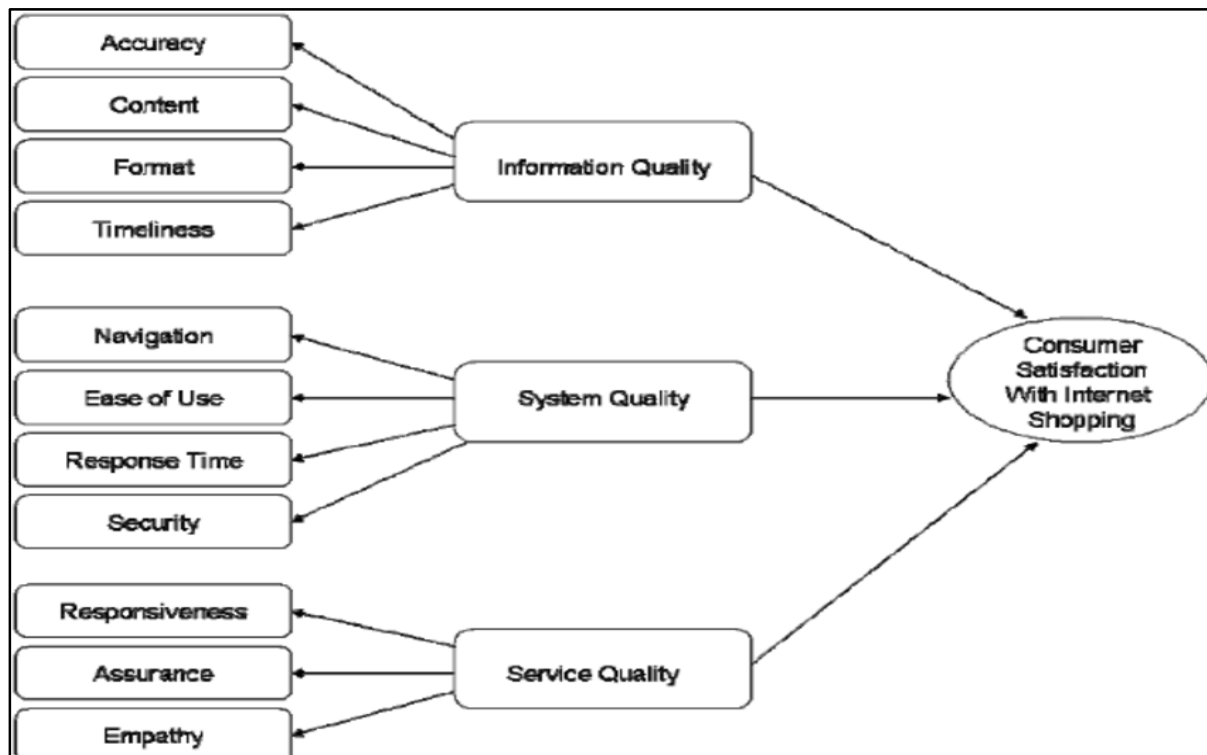 Accuracy
Content
Format
Timeliness
Information Quality
Navigation
Ease of Use
Response Time
Security
System Quality
Consumer
Satisfaction
With Internet
Shopping
Responsiveness
Assurance
Empathy
Service Quality